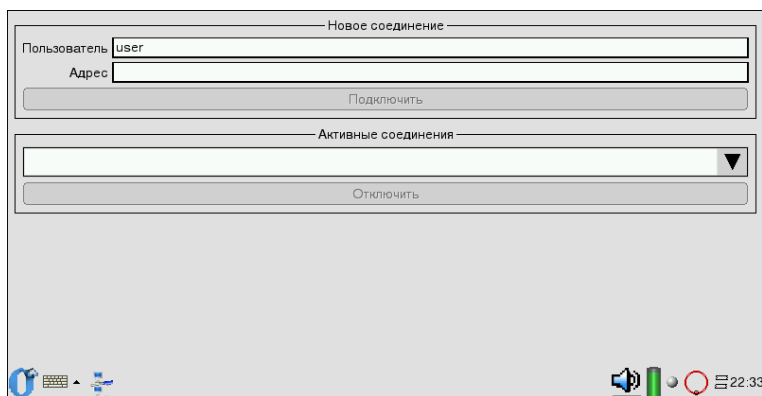 Новое соединение
Пользователь user
Адрес
Подключить
Активные соединения
Отключить
22:33